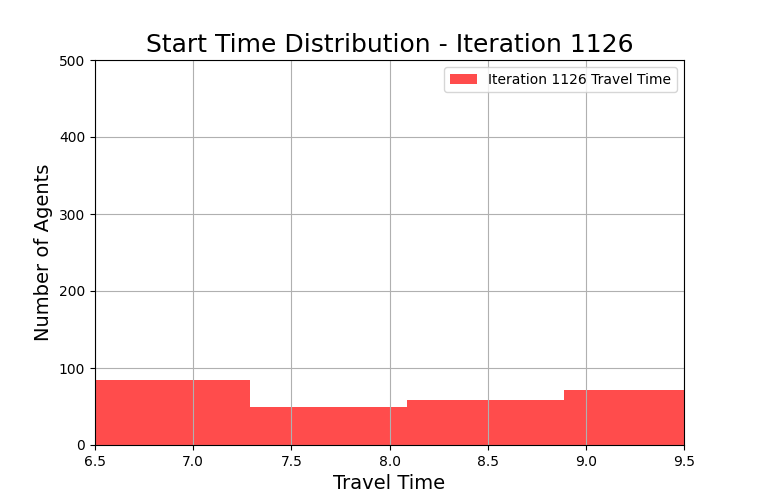 Start Time Distribution - Iteration 1126
Iteration 1126 Travel Time
Number of Agents
500
400
300
200
100
0
6.5 7.0 7.5 8.0 8.5 9.0 9.5
Travel Time